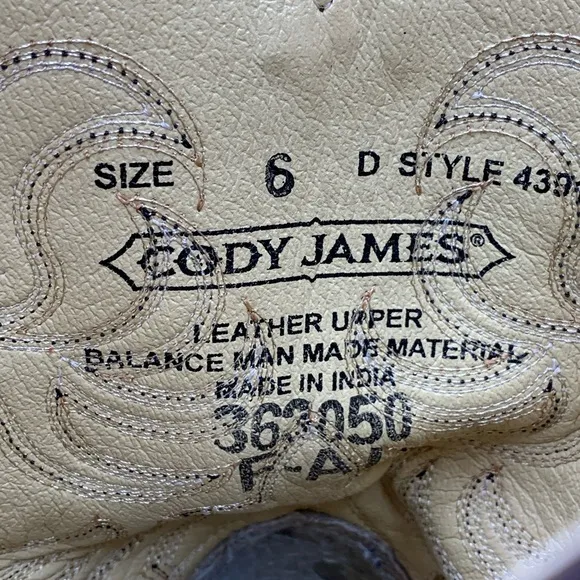 SIZE 6 D STYLE
CODY JAMES®
LEATHER UPPER
BALANCE MAN MADE MATERIAL
MADE IN INDIA
363050